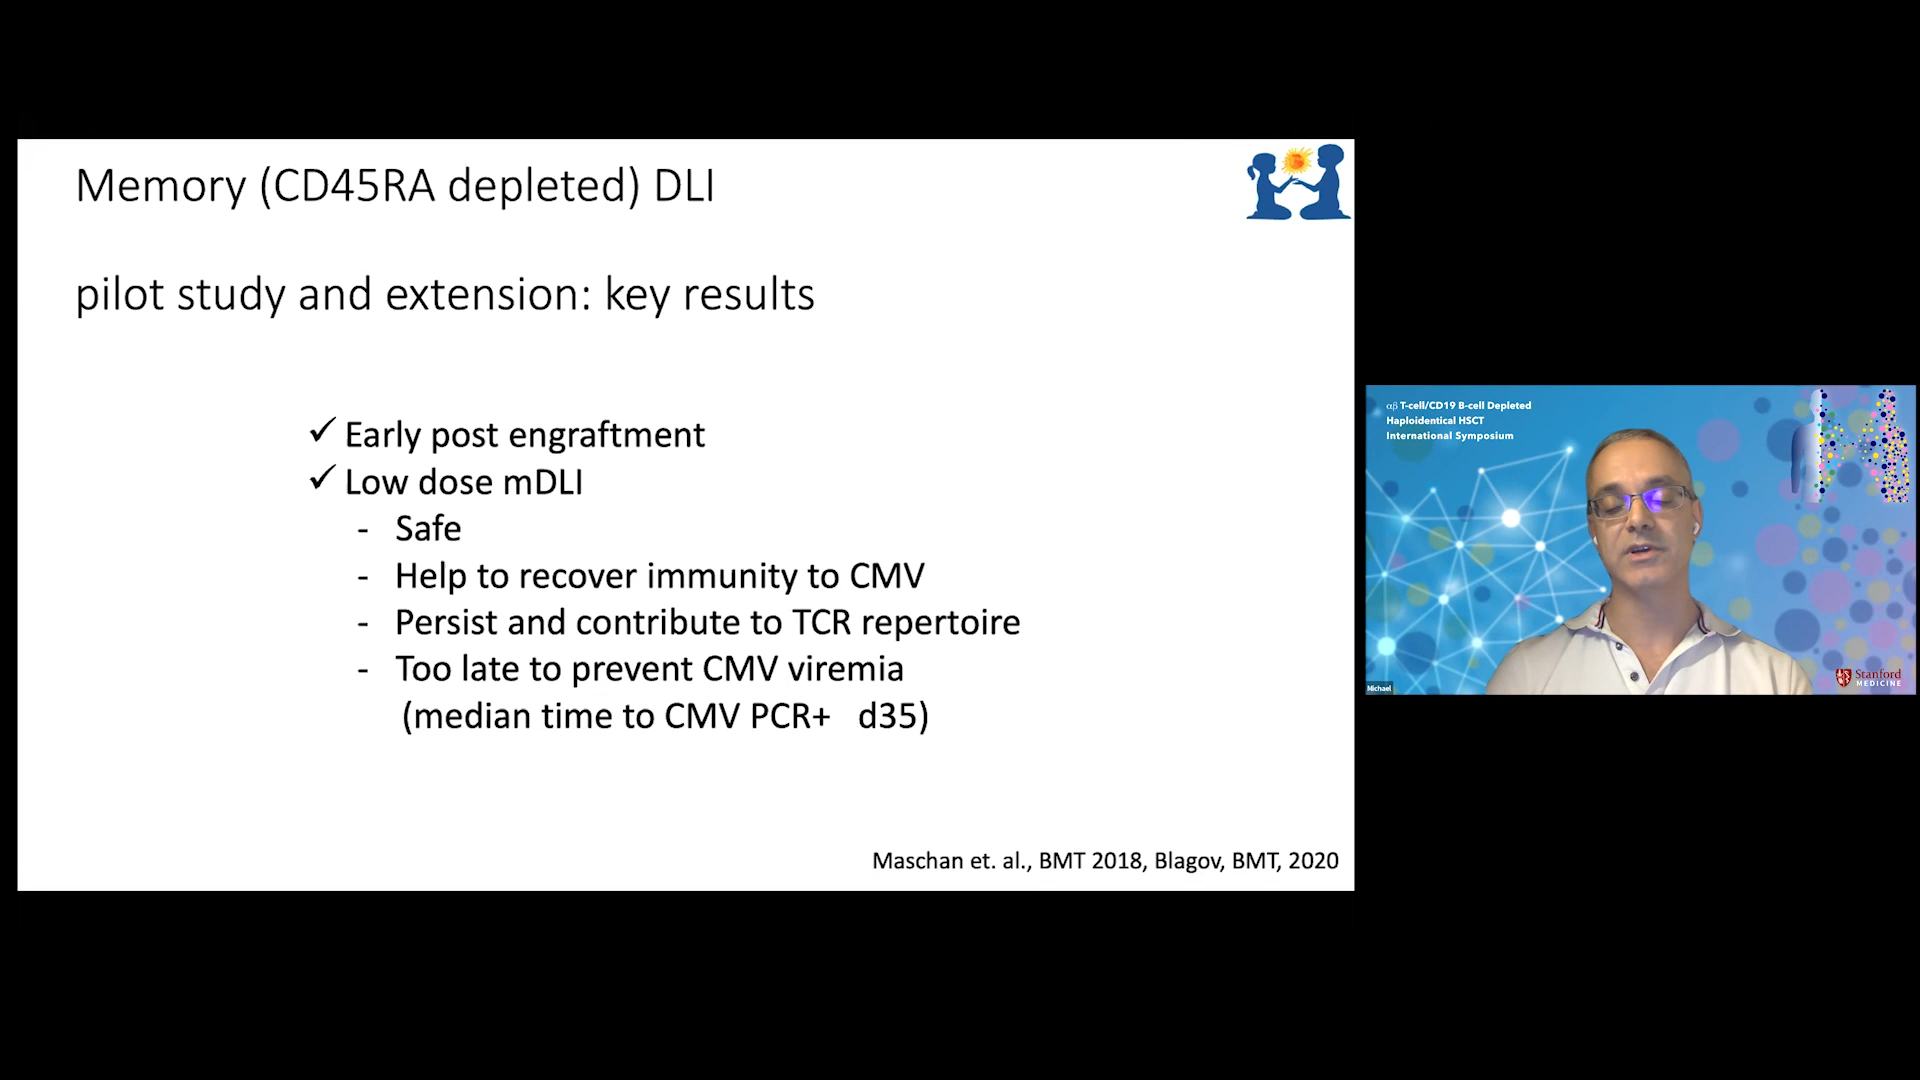 Memory (CD45RA depleted) DLI
pilot study and extension: key results
✓ Early post engraftment
✓ Low dose mDLI
- Safe
- Help to recover immunity to CMV
- Persist and contribute to TCR repertoire
- Too late to prevent CMV viremia
(median time to CMV PCR+ d35)
Maschan et. al., BMT 2018, Blagov, BMT, 2020
αβ T-cell/CD19 B-cell Depleted
Haploidentical HSCT
International Symposium
Michael
Stanford
MEDICINE